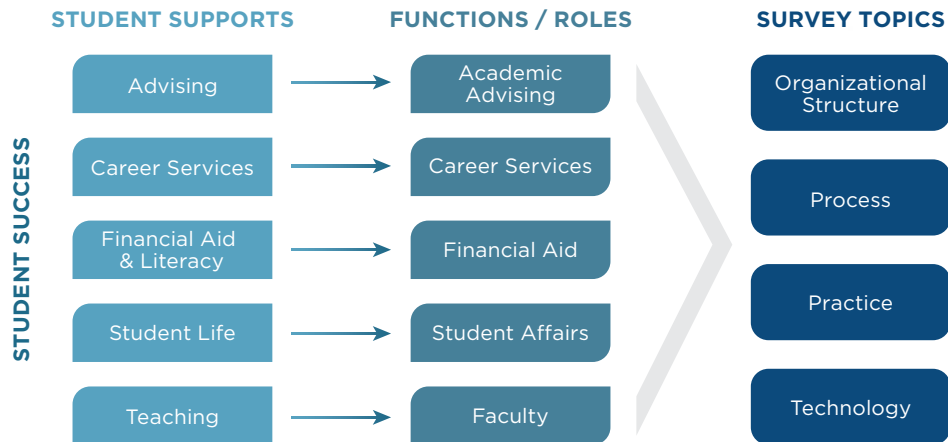 STUDENT SUPPORTS
FUNCTIONS / ROLES
SURVEY TOPICS
STUDENT SUCCESS
Advising
Academic
Advising
Career Services
Career Services
Financial Aid
& Literacy
Financial Aid
Student Life
Student Affairs
Teaching
Faculty
Organizational
Structure
Process
Practice
Technology